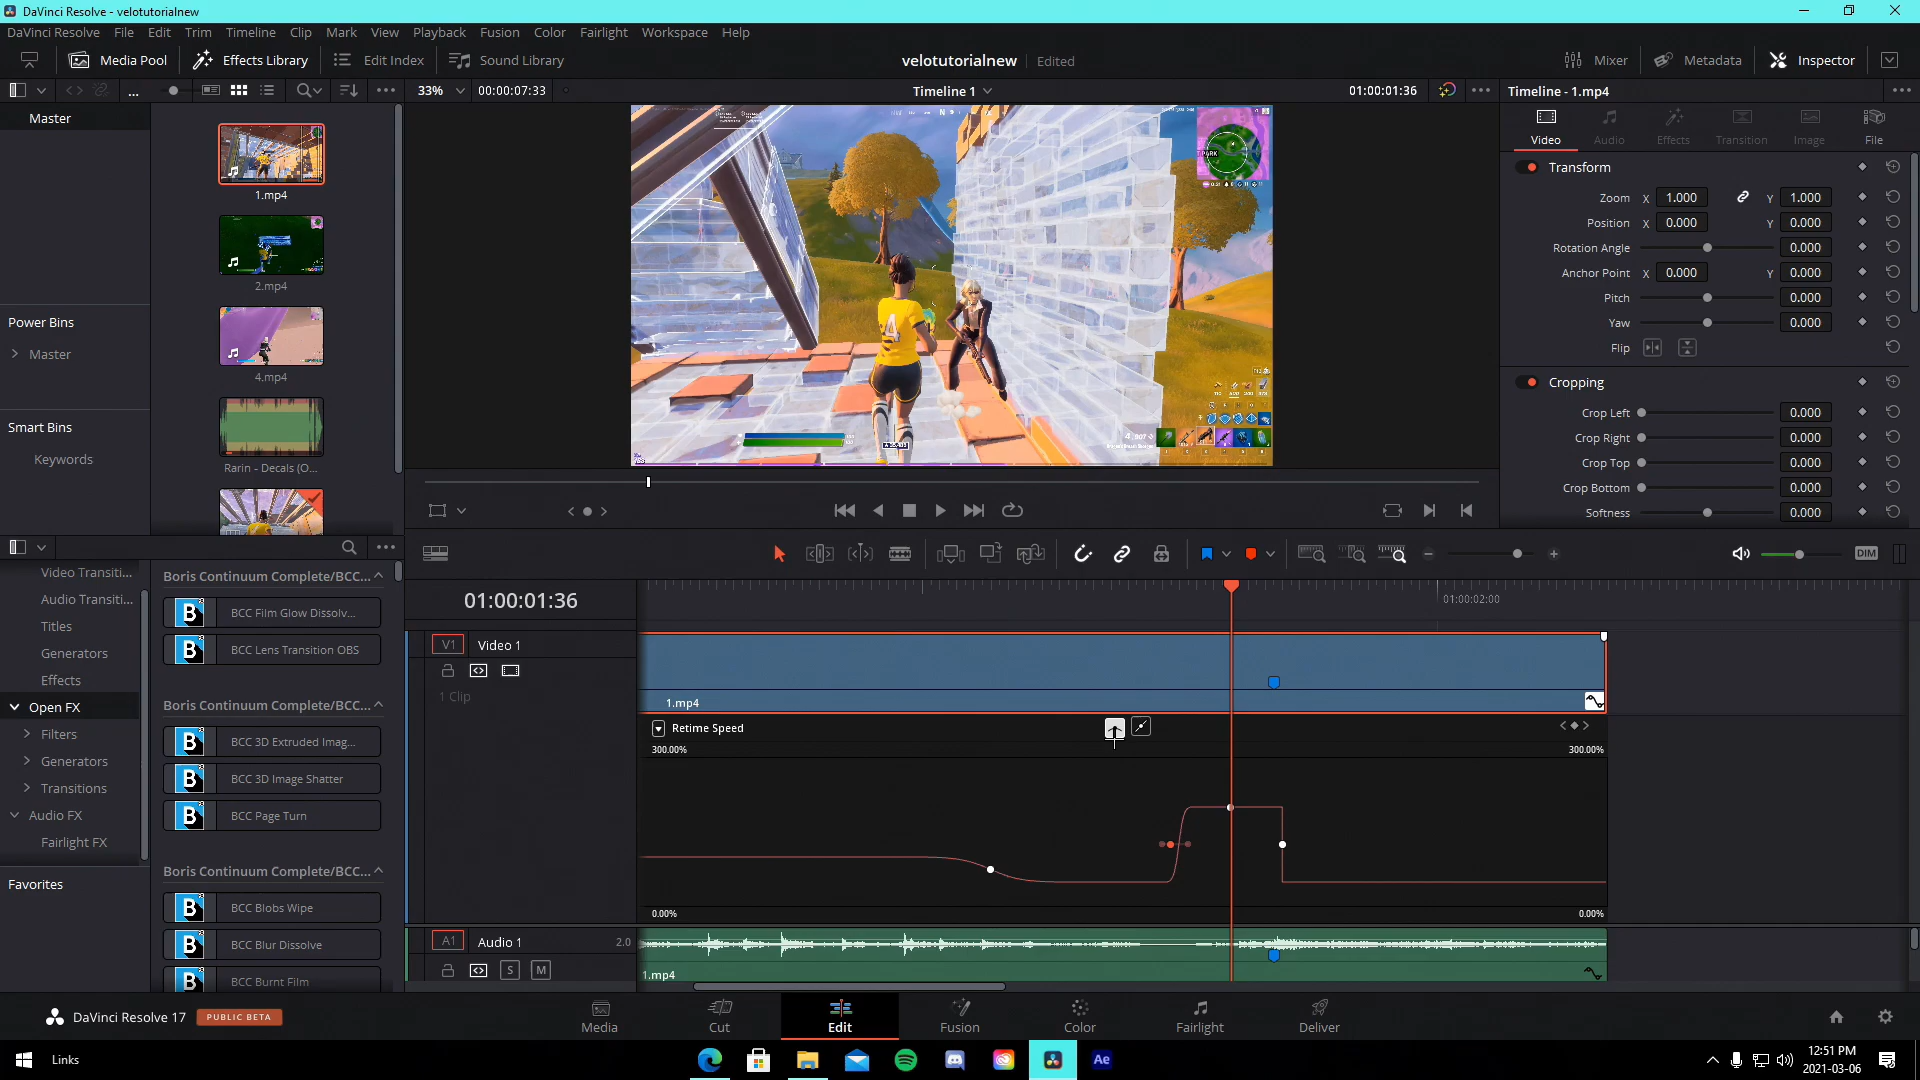 DaVinci Resolve - velotutorialnew
DaVinci Resolve File Edit Trim Timeline Clip Mark View Playback Fusion Color Fairlight Workspace Help
Media Pool Effects Library Edit Index Sound Library velotutorialnew Edited Mixer Metadata Inspector
33% 00:00:07:33 Timeline 1 01:00:01:36 Timeline - 1.mp4
Master
1.mp4
2.mp4
4.mp4
Rarin - Decals (O...
Power Bins
Master
Smart Bins
Keywords
Video Audio Effects Transition Image File
Transform
Zoom X 1.000 Y 1.000
Position X 0.000 Y 0.000
Rotation Angle 0.000
Anchor Point X 0.000 Y 0.000
Pitch 0.000
Yaw 0.000
Flip
Cropping
Crop Left 0.000
Crop Right 0.000
Crop Top 0.000
Crop Bottom 0.000
Softness 0.000
Video Transiti...
Audio Transiti...
Titles
Generators
Effects
Open FX
Filters
Generators
Transitions
Audio FX
Fairlight FX
Favorites
Boris Continuum Complete/BCC...
BCC Film Glow Dissolv...
BCC Lens Transition OBS
Boris Continuum Complete/BCC...
BCC 3D Extruded Imag...
BCC 3D Image Shatter
BCC Page Turn
Boris Continuum Complete/BCC...
BCC Blobs Wipe
BCC Blur Dissolve
BCC Burnt Film
DIM
01:00:01:36
01:00:02:00
V1 Video 1
1 Clip
1.mp4
Retime Speed
300.00% 300.00%
0.00% 0.00%
A1 Audio 1 2.0
S M
1.mp4
DaVinci Resolve 17 PUBLIC BETA
Media Cut Edit Fusion Color Fairlight Deliver
Links
Ae
12:51 PM
2021-03-06